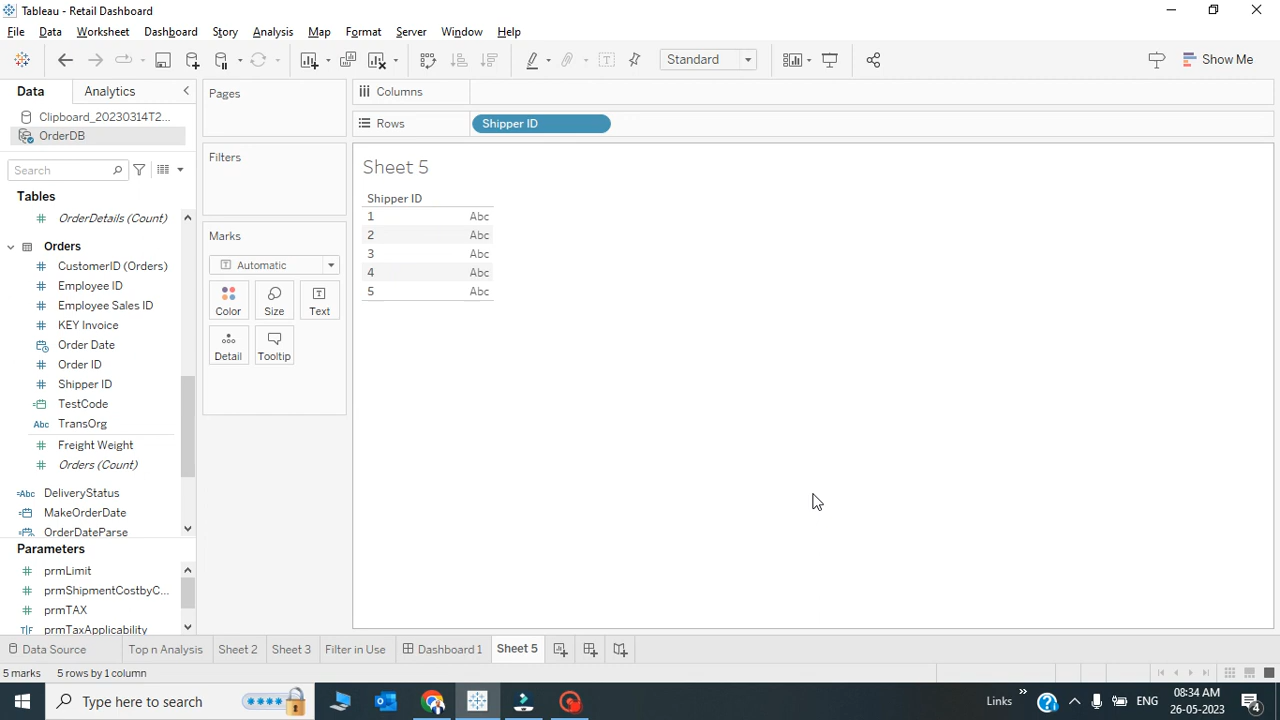 Tableau - Retail Dashboard
File Data Worksheet Dashboard Story Analysis Map Format Server Window Help
Standard
Show Me
Data Analytics
Pages
Columns
Clipboard_20230314T2...
OrderDB
Rows
Shipper ID
Search
Filters
Sheet 5
Tables
Shipper ID
OrderDetails (Count)
1 Abc
2 Abc
3 Abc
4 Abc
5 Abc
Marks
Automatic
Color Size Text
Detail Tooltip
Orders
CustomerID (Orders)
Employee ID
Employee Sales ID
KEY Invoice
Order Date
Order ID
Shipper ID
TestCode
Abc TransOrg
Freight Weight
Orders (Count)
=Abc DeliveryStatus
MakeOrderDate
OrderDateParse
Parameters
prmLimit
prmShipmentCostbyC...
prmTAX
prmTaxApplicability
Data Source Top n Analysis Sheet 2 Sheet 3 Filter in Use Dashboard 1 Sheet 5
5 marks 5 rows by 1 column
Type here to search
Links
ENG
08:34 AM
26-05-2023
4